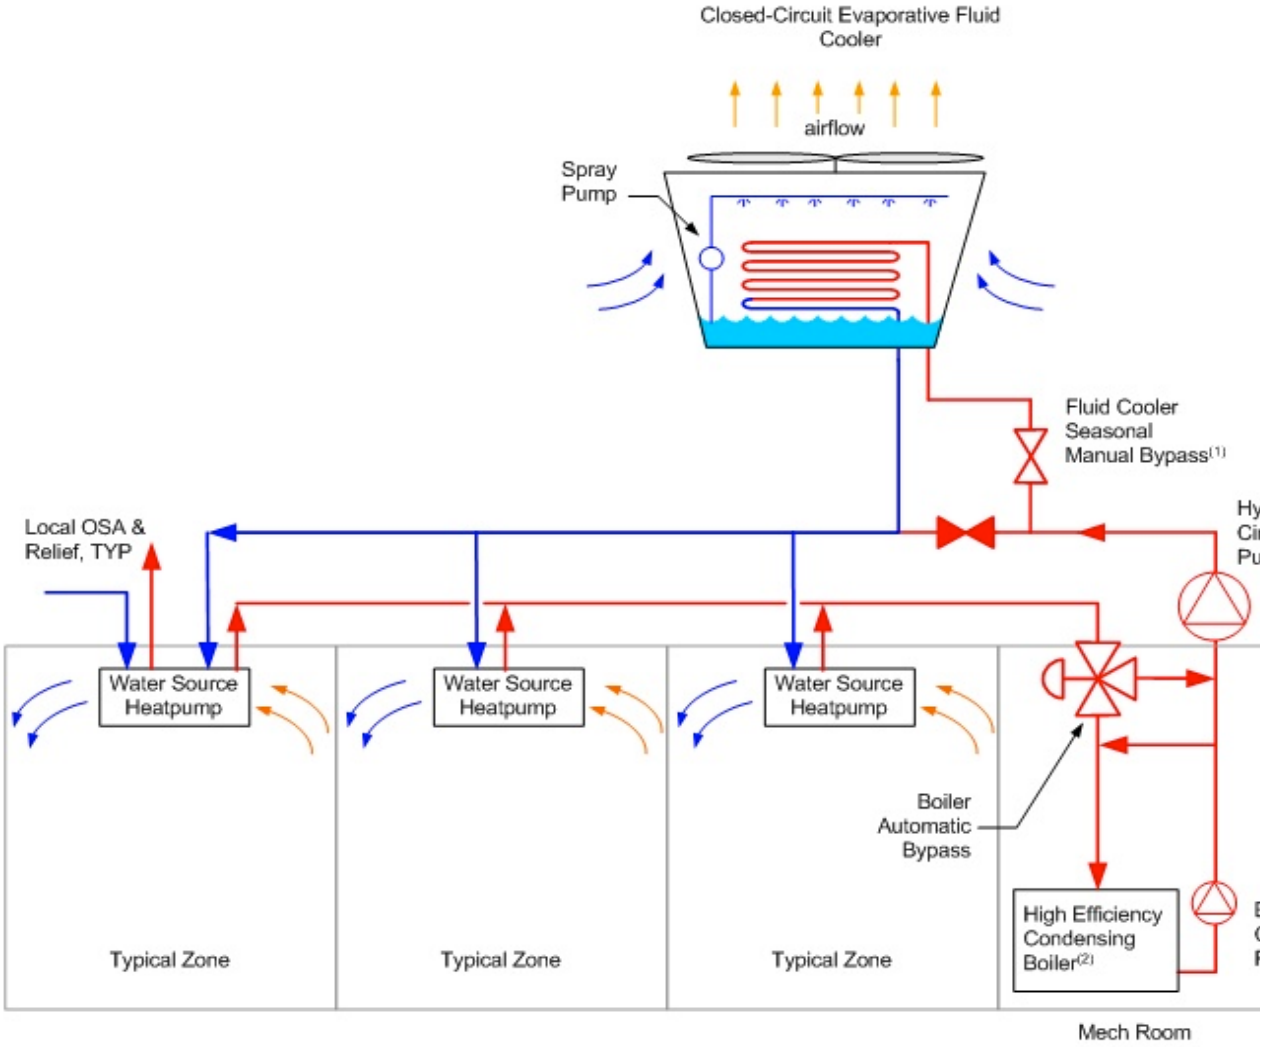 Closed-Circuit Evaporative Fluid
Cooler
airflow
Spray
Pump
Fluid Cooler
Seasonal
Manual Bypass(1)
Local OSA &
Relief, TYP
Water Source
Heatpump
Water Source
Heatpump
Water Source
Heatpump
Boiler
Automatic
Bypass
High Efficiency
Condensing
Boiler(2)
Typical Zone
Typical Zone
Typical Zone
Mech Room